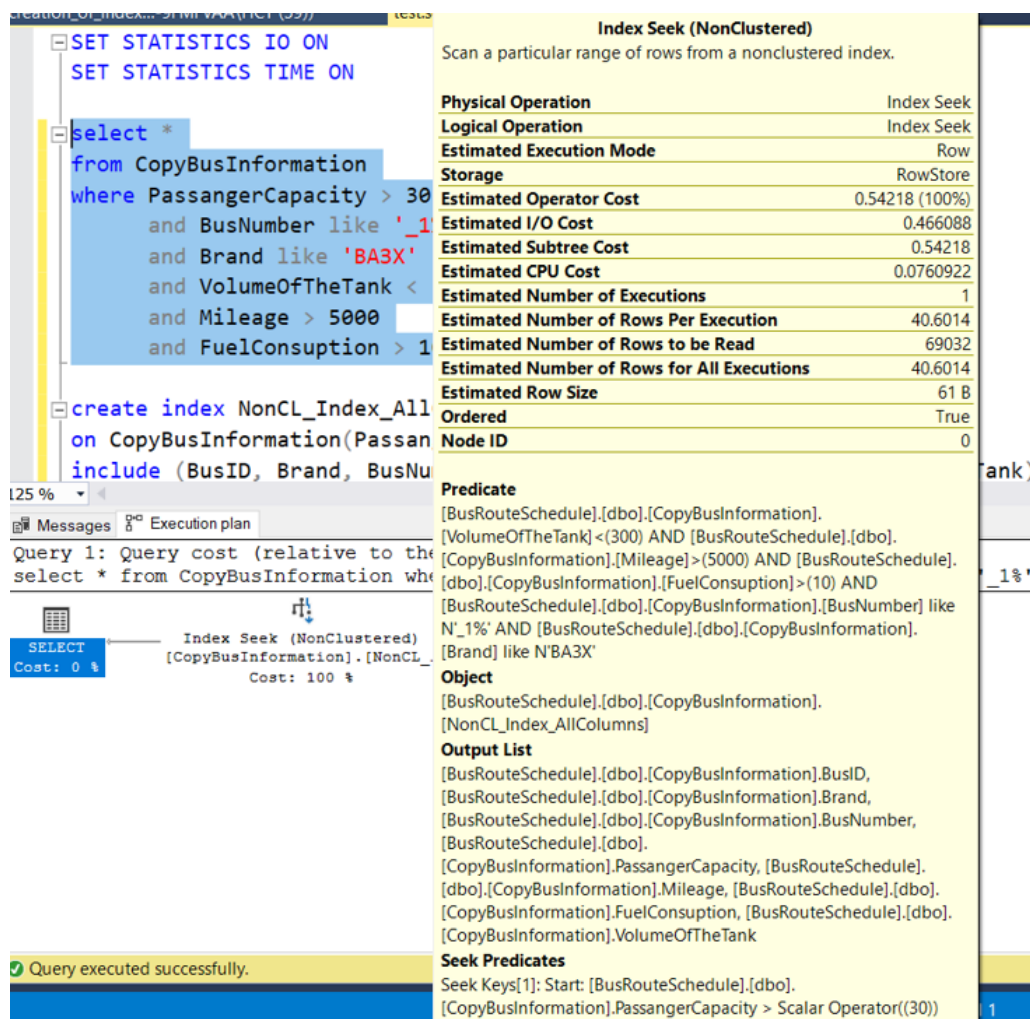 SET STATISTICS IO ON
SET STATISTICS TIME ON
select *
from CopyBusInformation
where PassangerCapacity > 30
and BusNumber like '_1
and Brand like 'ВАЗХ'
and VolumeOfTheTank <
and Mileage > 5000
and FuelConsuption > 1
create index NonCL_Index_All
on CopyBusInformation(Passan
include (BusID, Brand, BusNu
Tank)
125 %
Messages
Execution plan
Query 1: Query cost (relative to the
select * from CopyBusInformation whe
'_1%'
SELECT
Cost: 0 %
Index Seek (NonClustered)
[CopyBusInformation].[NonCL_
Cost: 100 %
Query executed successfully.
1
Index Seek (NonClustered)
Scan a particular range of rows from a nonclustered index.
Physical Operation Index Seek
Logical Operation Index Seek
Estimated Execution Mode Row
Storage RowStore
Estimated Operator Cost 0.54218 (100%)
Estimated I/O Cost 0.466088
Estimated Subtree Cost 0.54218
Estimated CPU Cost 0.0760922
Estimated Number of Executions 1
Estimated Number of Rows Per Execution 40.6014
Estimated Number of Rows to be Read 69032
Estimated Number of Rows for All Executions 40.6014
Estimated Row Size 61 B
Ordered True
Node ID 0
Predicate
[BusRouteSchedule].[dbo].[CopyBusInformation].
[VolumeOfTheTank]<(300) AND [BusRouteSchedule].[dbo].
[CopyBusInformation].[Mileage]>(5000) AND [BusRouteSchedule].
[dbo].[CopyBusInformation].[FuelConsuption]>(10) AND
[BusRouteSchedule].[dbo].[CopyBusInformation].[BusNumber] like
N'_1%' AND [BusRouteSchedule].[dbo].[CopyBusInformation].
[Brand] like N'ВАЗХ'
Object
[BusRouteSchedule].[dbo].[CopyBusInformation].
[NonCL_Index_AllColumns]
Output List
[BusRouteSchedule].[dbo].[CopyBusInformation].BusID,
[BusRouteSchedule].[dbo].[CopyBusInformation].Brand,
[BusRouteSchedule].[dbo].[CopyBusInformation].BusNumber,
[BusRouteSchedule].[dbo].
[CopyBusInformation].PassangerCapacity, [BusRouteSchedule].
[dbo].[CopyBusInformation].Mileage, [BusRouteSchedule].[dbo].
[CopyBusInformation].FuelConsuption, [BusRouteSchedule].[dbo].
[CopyBusInformation].VolumeOfTheTank
Seek Predicates
Seek Keys[1]: Start: [BusRouteSchedule].[dbo].
[CopyBusInformation].PassangerCapacity > Scalar Operator((30))